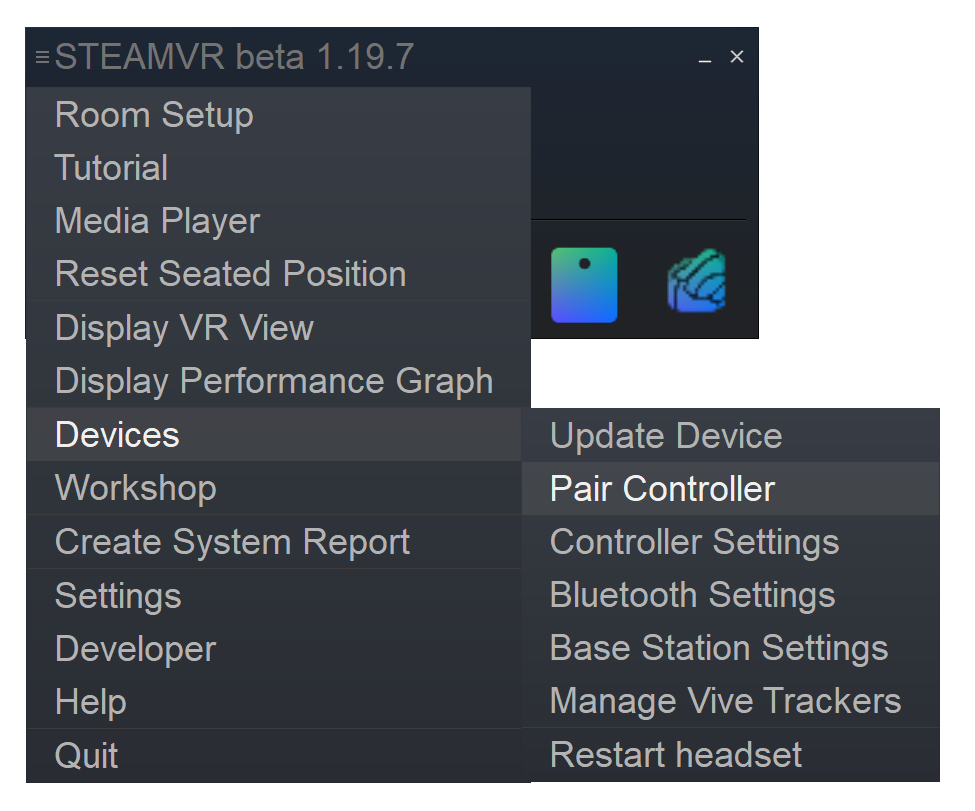 STEAMVR beta 1.19.7
Room Setup
Tutorial
Media Player
Reset Seated Position
Display VR View
Display Performance Graph
Devices
Workshop
Create System Report
Settings
Developer
Help
Quit
Update Device
Pair Controller
Controller Settings
Bluetooth Settings
Base Station Settings
Manage Vive Trackers
Restart headset